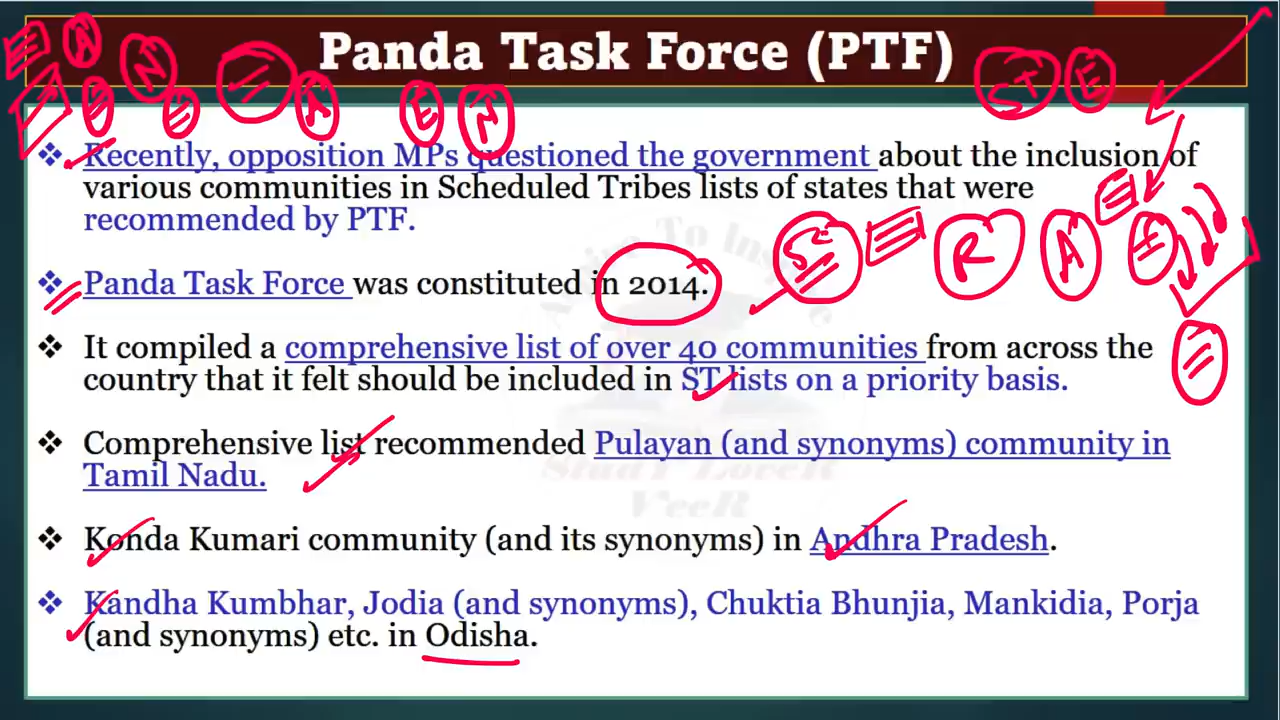 Panda Task Force (PTF)
A
N
A
E
N
ST
E
Recently, opposition MPs questioned the government about the inclusion of
various communities in Scheduled Tribes lists of states that were
recommended by PTF.
R
A
Panda Task Force was constituted in 2014.
It compiled a comprehensive list of over 40 communities from across the
country that it felt should be included in ST lists on a priority basis.
Comprehensive list recommended Pulayan (and synonyms) community in
Tamil Nadu.
Konda Kumari community (and its synonyms) in Andhra Pradesh.
Kandha Kumbhar, Jodia (and synonyms), Chuktia Bhunjia, Mankidia, Porja
(and synonyms) etc. in Odisha.